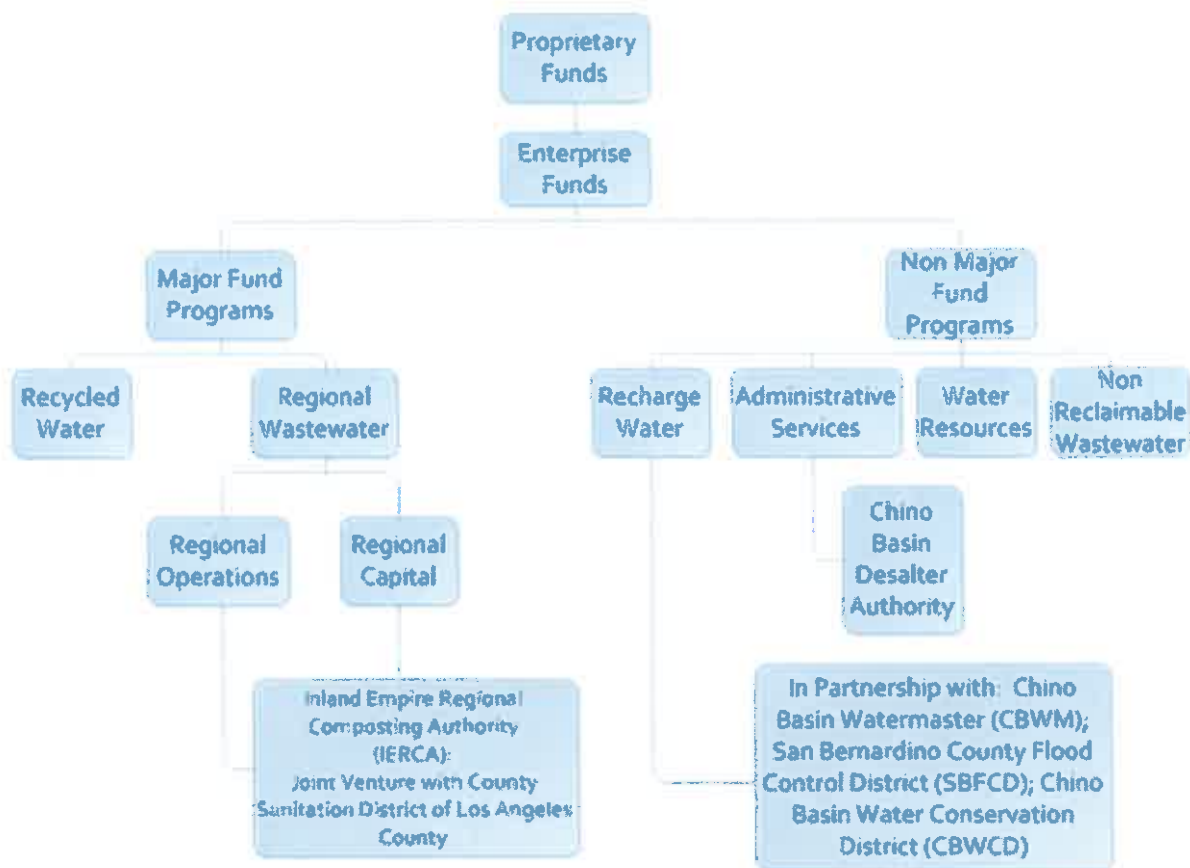 Proprietary
Funds
Enterprise
Funds
Major Fund
Programs
Non Major
Fund
Programs
Recycled
Water
Regional
Wastewater
Recharge
Water
Administrative
Services
Water
Resources
Non
Reclaimable
Wastewater
Regional
Operations
Regional
Capital
Chino
Basin
Desalter
Authority
Inland Empire Regional
Composting Authority
(IERCA):
Joint Venture with County
Sanitation District of Los Angeles
County
In Partnership with: Chino
Basin Watermaster (CBWM);
San Bernardino County Flood
Control District (SBFCD); Chino
Basin Water Conservation
District (CBWCD)